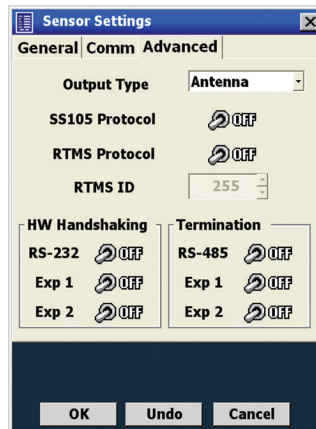 Sensor Settings
General Comm Advanced
Output Type Antenna
SS105 Protocol OFF
RTMS Protocol OFF
RTMS ID 255
HW Handshaking
RS-232 OFF
Exp 1 OFF
Exp 2 OFF
Termination
RS-485 OFF
Exp 1 OFF
Exp 2 OFF
OK Undo Cancel